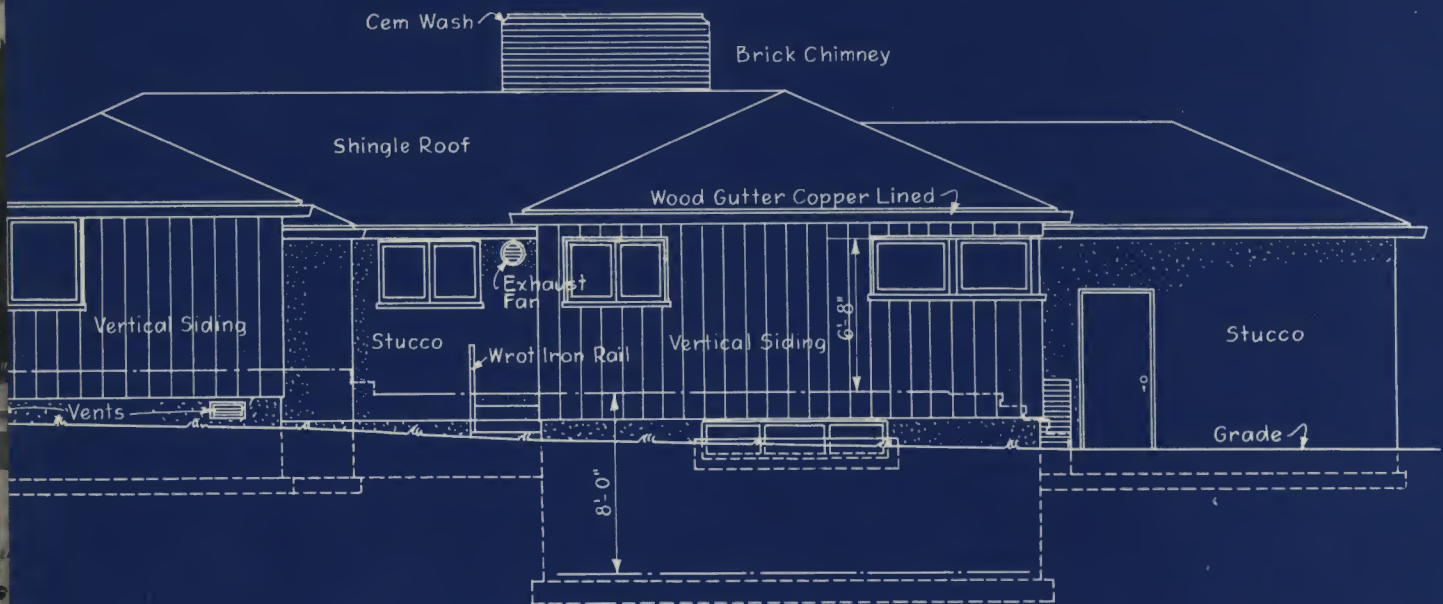 Cem Wash
Brick Chimney
Shingle Roof
Wood Gutter Copper Lined
Exhaust
Fan
Vertical Siding
Stucco
Wrot Iron Rail
Vertical Siding
6'-8"
Stucco
Vents
Grade
8'-0"